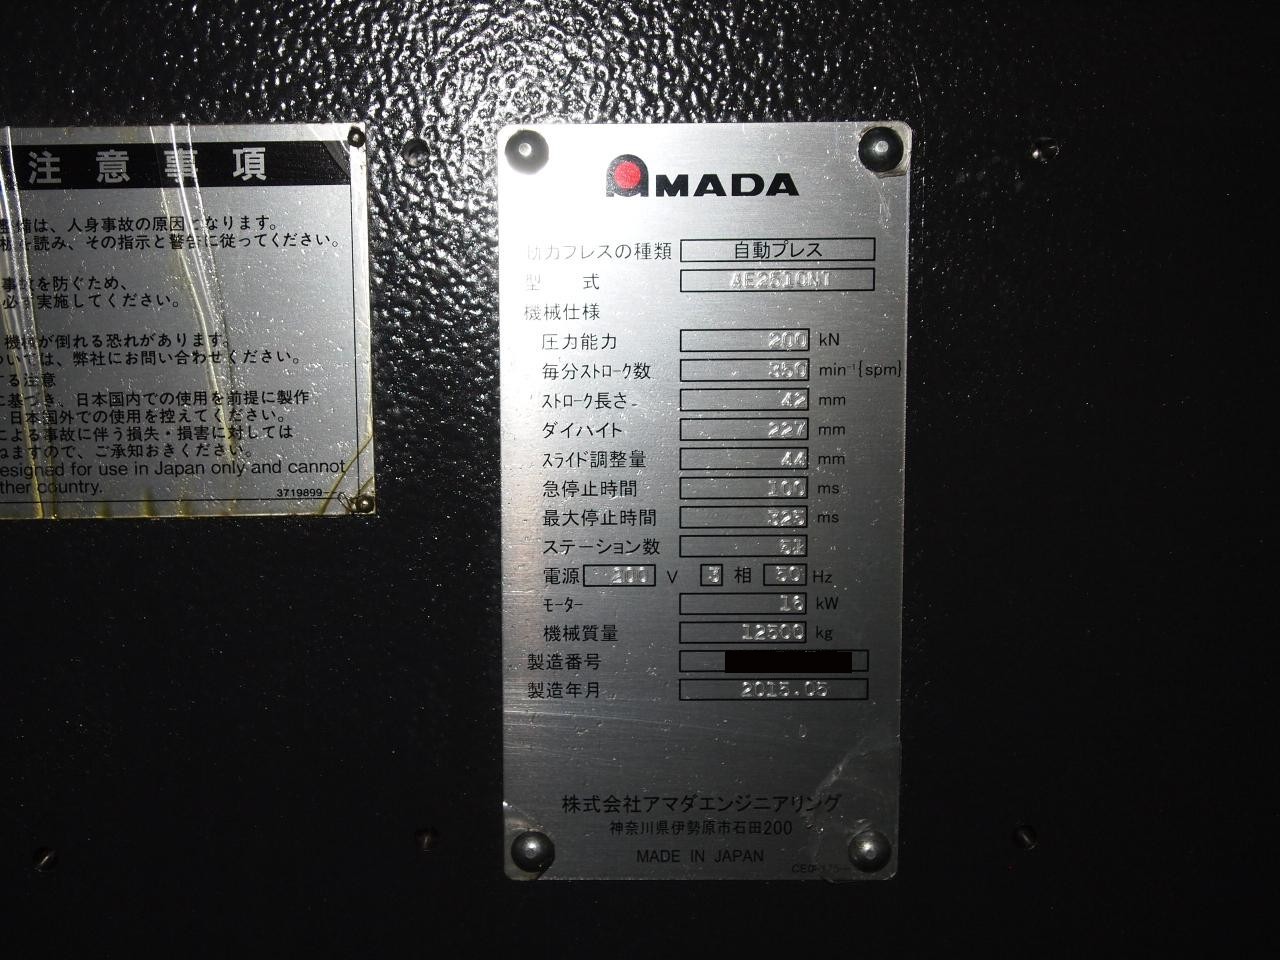 注意事項
備は、人身事故の原因になります。
を読み、その指示と警告に従ってください。
事故を防ぐため、
必ず実施してください。
機械が倒れる恐れがあります。
ついては、弊社にお問い合わせください。
する注意
に基づき、日本国内での使用を前提に製作
日本国外での使用を控えてください。
による事故に伴う損失・損害に対しては
ねますので、ご承知おきください。
esigned for use in Japan only and cannot
ther country.
3719899
AMADA
動力プレスの種類 自動プレス
型 式 AE2510NT
機械仕様
圧力能力 200 kN
毎分ストローク数 350 min⁻¹{spm}
ストローク長さ 42 mm
ダイハイト 227 mm
スライド調整量 44 mm
急停止時間 100 ms
最大停止時間 325 ms
ステーション数 51
電源 200 V 3 相 50 Hz
モーター 16 kW
機械質量 12500 kg
製造番号
製造年月 2015.05
株式会社アマダエンジニアリング
神奈川県伊勢原市石田200
MADE IN JAPAN